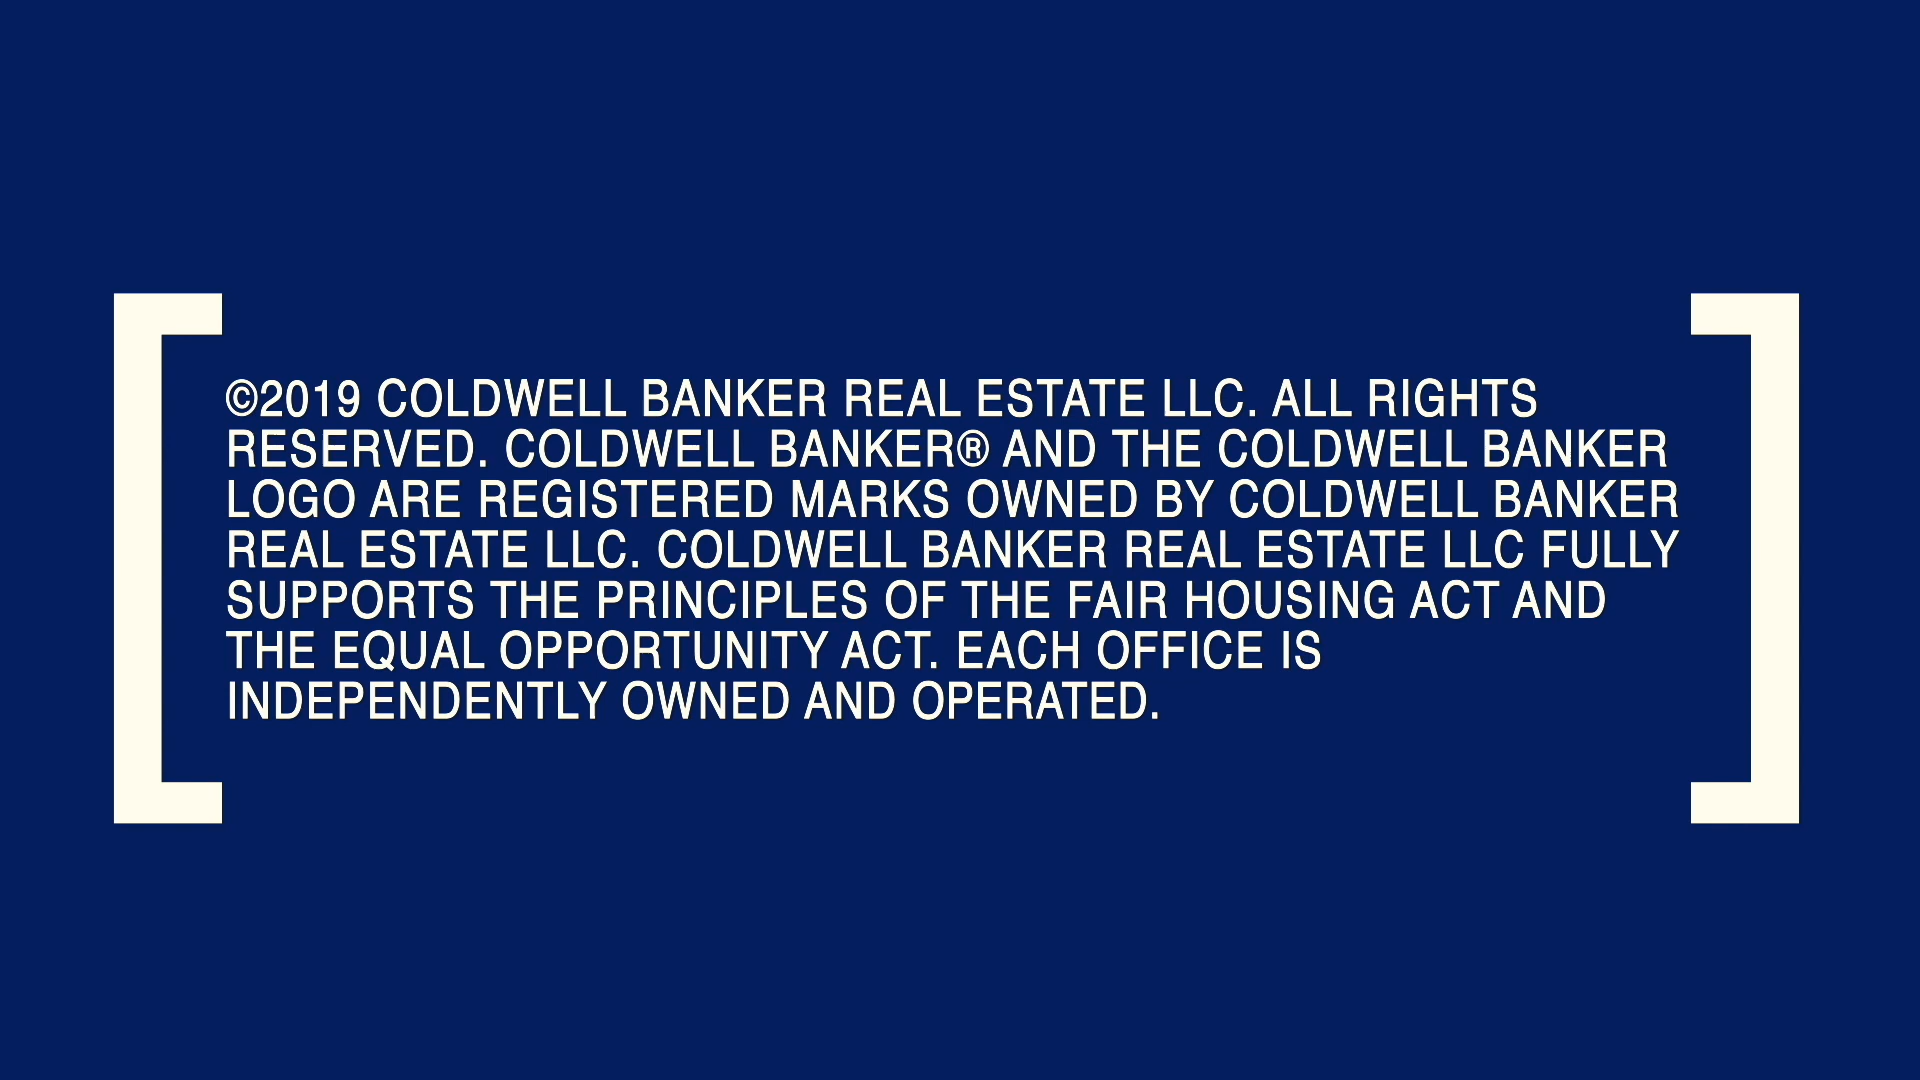 ©2019 COLDWELL BANKER REAL ESTATE LLC. ALL RIGHTS
RESERVED. COLDWELL BANKER® AND THE COLDWELL BANKER
LOGO ARE REGISTERED MARKS OWNED BY COLDWELL BANKER
REAL ESTATE LLC. COLDWELL BANKER REAL ESTATE LLC FULLY
SUPPORTS THE PRINCIPLES OF THE FAIR HOUSING ACT AND
THE EQUAL OPPORTUNITY ACT. EACH OFFICE IS
INDEPENDENTLY OWNED AND OPERATED.